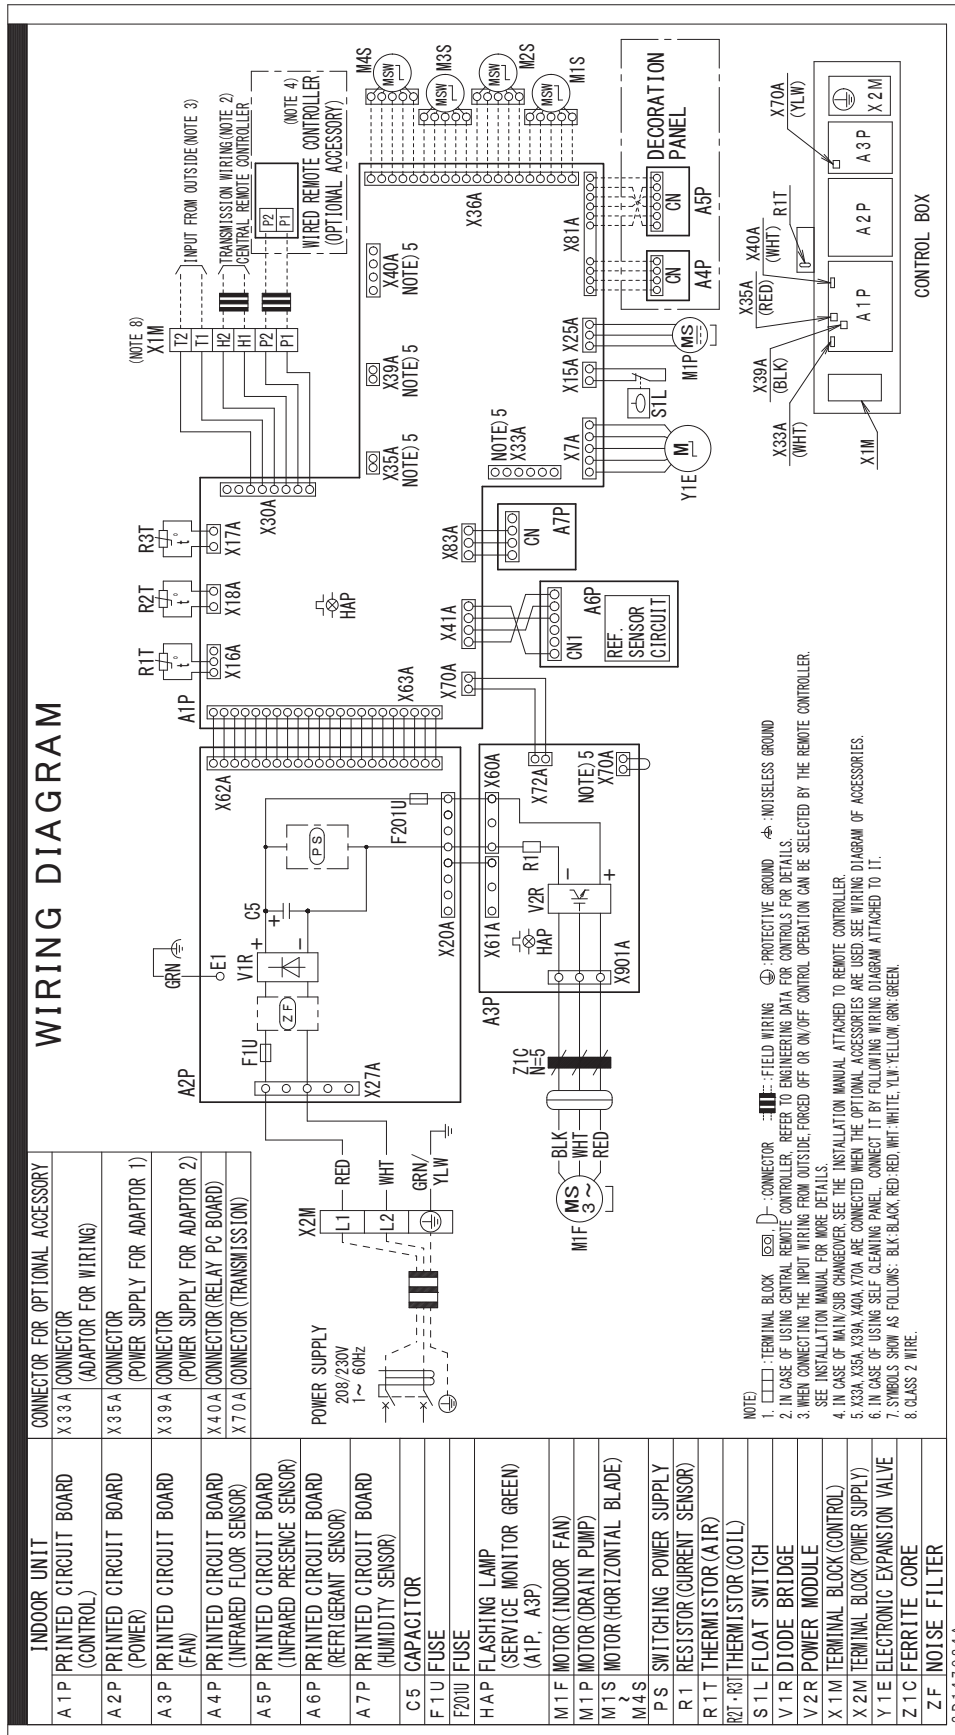 WIRING DIAGRAM
INDOOR UNIT
A1P PRINTED CIRCUIT BOARD
(CONTROL)
A2P PRINTED CIRCUIT BOARD
(POWER)
A3P PRINTED CIRCUIT BOARD
(FAN)
A4P PRINTED CIRCUIT BOARD
(INFRARED FLOOR SENSOR)
A5P PRINTED CIRCUIT BOARD
(INFRARED PRESENCE SENSOR)
A6P PRINTED CIRCUIT BOARD
(REFRIGERANT SENSOR)
A7P PRINTED CIRCUIT BOARD
(HUMIDITY SENSOR)
C5 CAPACITOR
F1U FUSE
F201U FUSE
HAP FLASHING LAMP
(SERVICE MONITOR GREEN)
(A1P, A3P)
M1F MOTOR(INDOOR FAN)
M1P MOTOR(DRAIN PUMP)
M1S
~
M4S
MOTOR(HORIZONTAL BLADE)
PS SWITCHING POWER SUPPLY
R1 RESISTOR(CURRENT SENSOR)
R1T THERMISTOR(AIR)
R2T・R3T THERMISTOR(COIL)
S1L FLOAT SWITCH
V1R DIODE BRIDGE
V2R POWER MODULE
X1M TERMINAL BLOCK(CONTROL)
X2M TERMINAL BLOCK(POWER SUPPLY)
Y1E ELECTRONIC EXPANSION VALVE
Z1C FERRITE CORE
ZF NOISE FILTER
CONNECTOR FOR OPTIONAL ACCESSORY
X33A CONNECTOR
(ADAPTOR FOR WIRING)
X35A CONNECTOR
(POWER SUPPLY FOR ADAPTOR 1)
X39A CONNECTOR
(POWER SUPPLY FOR ADAPTOR 2)
X40A CONNECTOR(RELAY PC BOARD)
X70A CONNECTOR(TRANSMISSION)
POWER SUPPLY
208/230V
1~ 60Hz
X2M
L1
L2
RED
WHT
GRN/
YLW
A2P
F1U
X27A
ZF
V1R
+
−
GRN
E1
C5
+
PS
F201U
X20A
X62A
A1P
X63A
R1T
t°
X16A
R2T
t°
X18A
R3T
t°
X17A
HAP
X30A
(NOTE 8)
X1M
T2
T1
H2
H1
P2
P1
INPUT FROM OUTSIDE(NOTE 3)
TRANSMISSION WIRING(NOTE 2)
CENTRAL REMOTE CONTROLLER
P2
P1
(NOTE 4)
WIRED REMOTE CONTROLLER
(OPTIONAL ACCESSORY)
X35A
NOTE) 5
X39A
NOTE) 5
X40A
NOTE) 5
X36A
MSW
M4S
MSW
M3S
MSW
M2S
MSW
M1S
NOTE) 5
X33A
X70A
X41A
X83A
X7A
X15A
X25A
X81A
CN1
A6P
REF.
SENSOR
CIRCUIT
CN
A7P
M
Y1E
S1L
MS
M1P
DECORATION
PANEL
CN
A4P
CN
A5P
A3P
X61A
X60A
X72A
NOTE) 5
X70A
HAP
V2R
R1
−
+
X901A
Z1C
N=5
BLK
WHT
RED
MS
3~
M1F
X33A
(WHT)
X39A
(BLK)
X35A
(RED)
X40A
(WHT)
R1T
X70A
(YLW)
A1P
A2P
A3P
X2M
X1M
CONTROL BOX
NOTE)
1. :TERMINAL BLOCK , :CONNECTOR :FIELD WIRING :PROTECTIVE GROUND :NOISELESS GROUND
2. IN CASE OF USING CENTRAL REMOTE CONTROLLER, REFER TO ENGINEERING DATA FOR CONTROLS FOR DETAILS.
3. WHEN CONNECTING THE INPUT WIRING FROM OUTSIDE,FORCED OFF OR ON/OFF CONTROL OPERATION CAN BE SELECTED BY THE REMOTE CONTROLLER.
SEE INSTALLATION MANUAL FOR MORE DETAILS.
4. IN CASE OF MAIN/SUB CHANGEOVER,SEE THE INSTALLATION MANUAL ATTACHED TO REMOTE CONTROLLER.
5. X33A,X35A,X39A,X40A,X70A ARE CONNECTED WHEN THE OPTIONAL ACCESSORIES ARE USED.SEE WIRING DIAGRAM OF ACCESSORIES.
6. IN CASE OF USING SELF CLEANING PANEL, CONNECT IT BY FOLLOWING WIRING DIAGRAM ATTACHED TO IT.
7. SYMBOLS SHOW AS FOLLOWS: BLK:BLACK,RED:RED,WHT:WHITE,YLW:YELLOW,GRN:GREEN.
8. CLASS 2 WIRE.